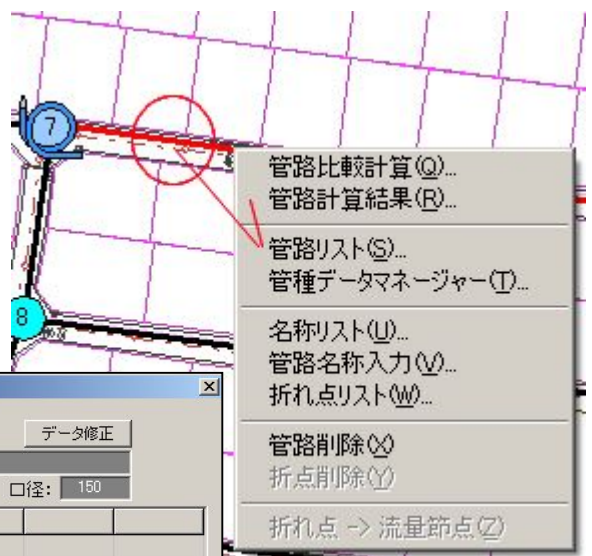 7
管路比較計算(Q)...
管路計算結果(R)...
管路リスト(S)...
管種データマネージャー(T)...
8
名称リスト(U)...
管路名称入力(V)...
折れ点リスト(W)...
データ修正
管路削除(X)
折点削除(Y)
口径: 150
折れ点 -> 流量節点(Z)